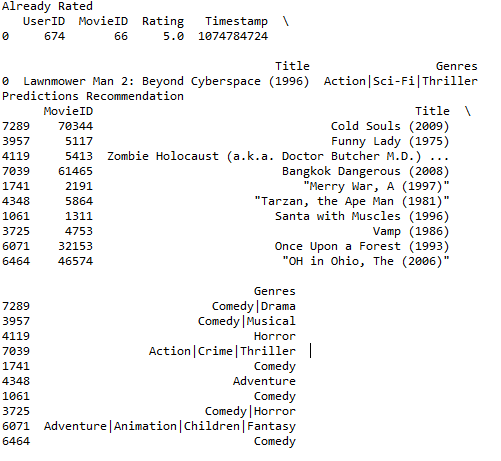 Already Rated
UserID MovieID Rating Timestamp \
0 674 66 5.0 1074784724
Title Genres
0 Lawnmower Man 2: Beyond Cyberspace (1996) Action|Sci-Fi|Thriller
Predictions Recommendation
MovieID Title \
7289 70344 Cold Souls (2009)
3957 5117 Funny Lady (1975)
4119 5413 Zombie Holocaust (a.k.a. Doctor Butcher M.D.) ...
7039 61465 Bangkok Dangerous (2008)
1741 2191 "Merry War, A (1997)"
4348 5864 "Tarzan, the Ape Man (1981)"
1061 1311 Santa with Muscles (1996)
3725 4753 Vamp (1986)
6071 32153 Once Upon a Forest (1993)
6464 46574 "OH in Ohio, The (2006)"
Genres
7289 Comedy|Drama
3957 Comedy|Musical
4119 Horror
7039 Action|Crime|Thriller
1741 Comedy
4348 Adventure
1061 Comedy
3725 Comedy|Horror
6071 Adventure|Animation|Children|Fantasy
6464 Comedy